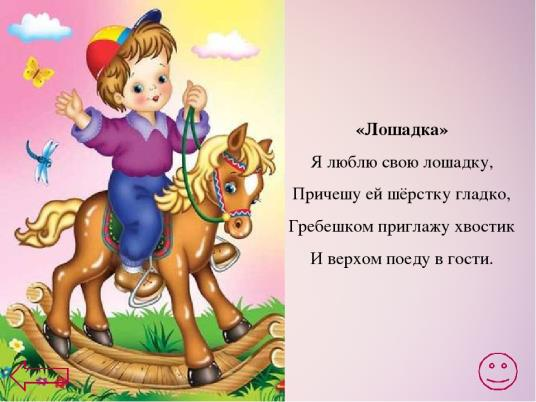 «Лошадка»
Я люблю свою лошадку,
Причешу ей шёрстку гладко,
Гребешком приглажу хвостик
И верхом поеду в гости.